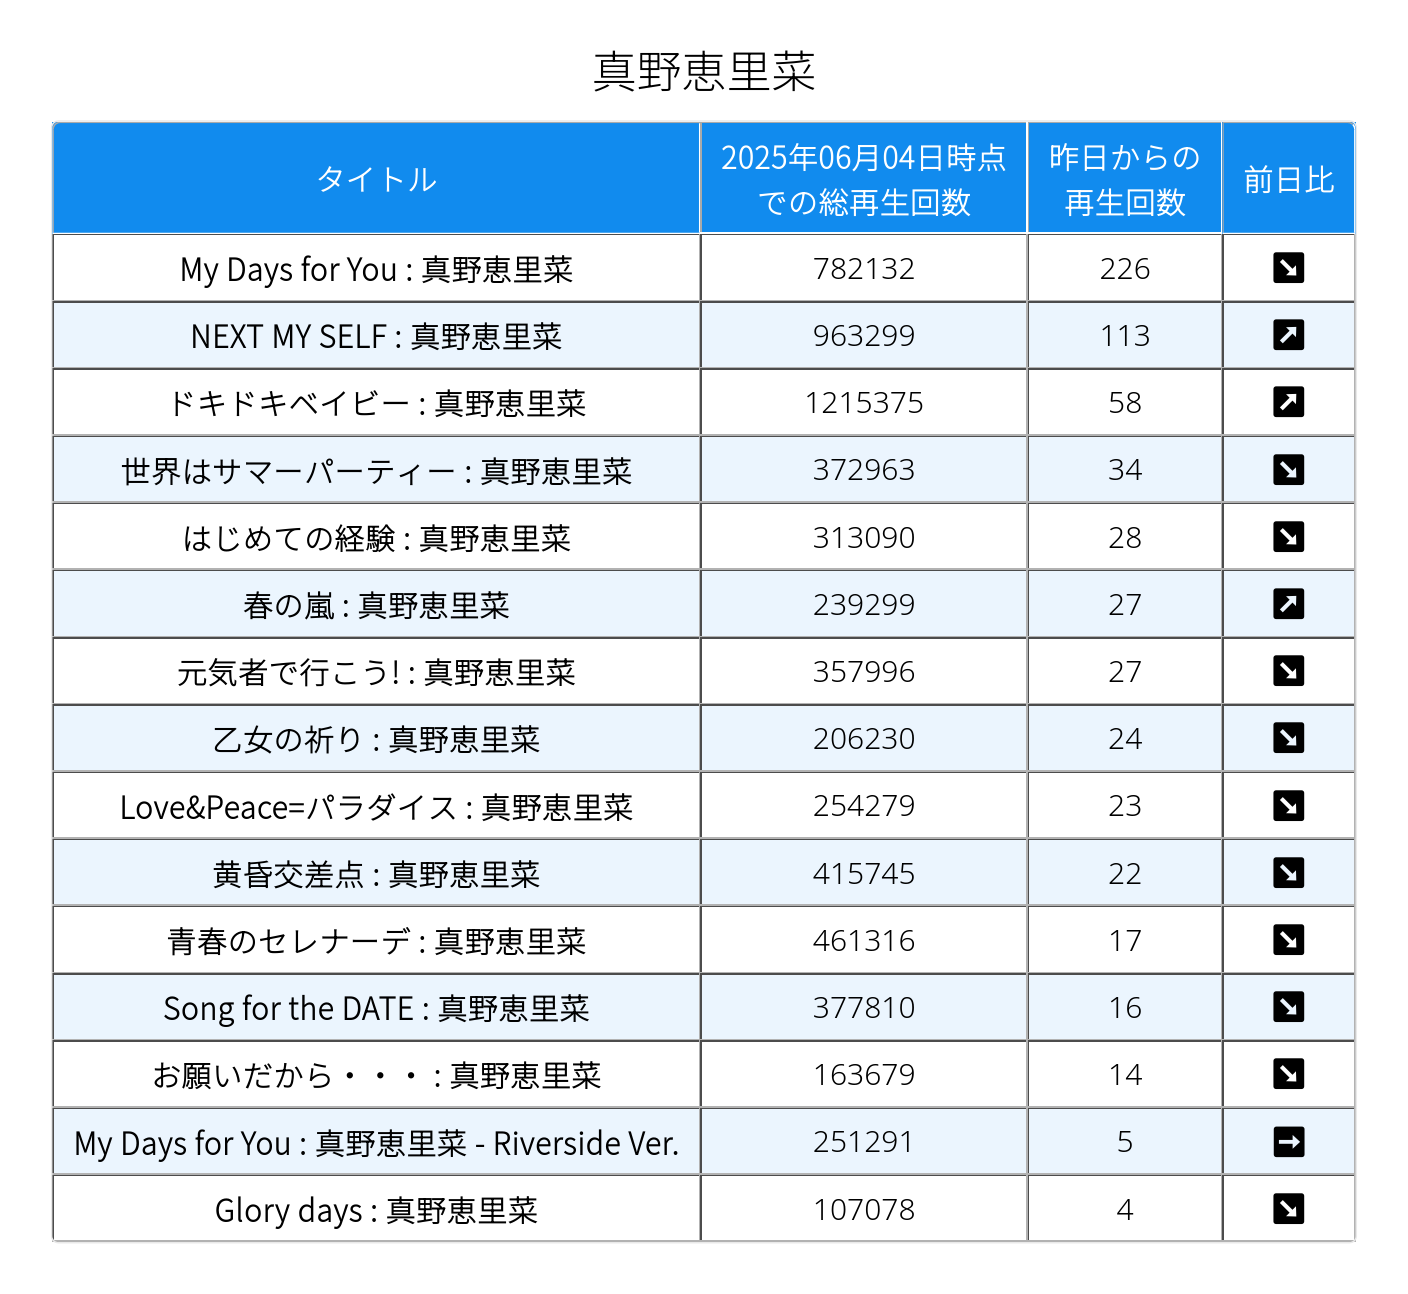 真野恵里菜
タイトル
2025年06月04日時点
での総再生回数
昨日からの
再生回数
前日比
My Days for You : 真野恵里菜 782132 226 ↘
NEXT MY SELF : 真野恵里菜 963299 113 ↗
ドキドキベイビー : 真野恵里菜 1215375 58 ↗
世界はサマーパーティー : 真野恵里菜 372963 34 ↘
はじめての経験 : 真野恵里菜 313090 28 ↘
春の嵐 : 真野恵里菜 239299 27 ↗
元気者で行こう! : 真野恵里菜 357996 27 ↘
乙女の祈り : 真野恵里菜 206230 24 ↘
Love&Peace=パラダイス : 真野恵里菜 254279 23 ↘
黄昏交差点 : 真野恵里菜 415745 22 ↘
青春のセレナーデ : 真野恵里菜 461316 17 ↘
Song for the DATE : 真野恵里菜 377810 16 ↘
お願いだから・・・ : 真野恵里菜 163679 14 ↘
My Days for You : 真野恵里菜 - Riverside Ver. 251291 5 →
Glory days : 真野恵里菜 107078 4 ↘